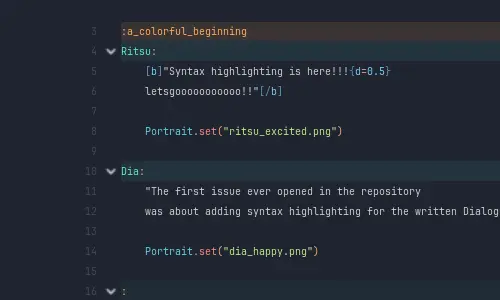 3 :a_colorful_beginning
4 Ritsu:
5 [b]"Syntax highlighting is here!!!{d=0.5}
6 letsgooooooooooo!!"[/b]
7
8 Portrait.set("ritsu_excited.png")
9
10 Dia:
11 "The first issue ever opened in the repository
12 was about adding syntax highlighting for the written Dialog
13
14 Portrait.set("dia_happy.png")
15
16 :